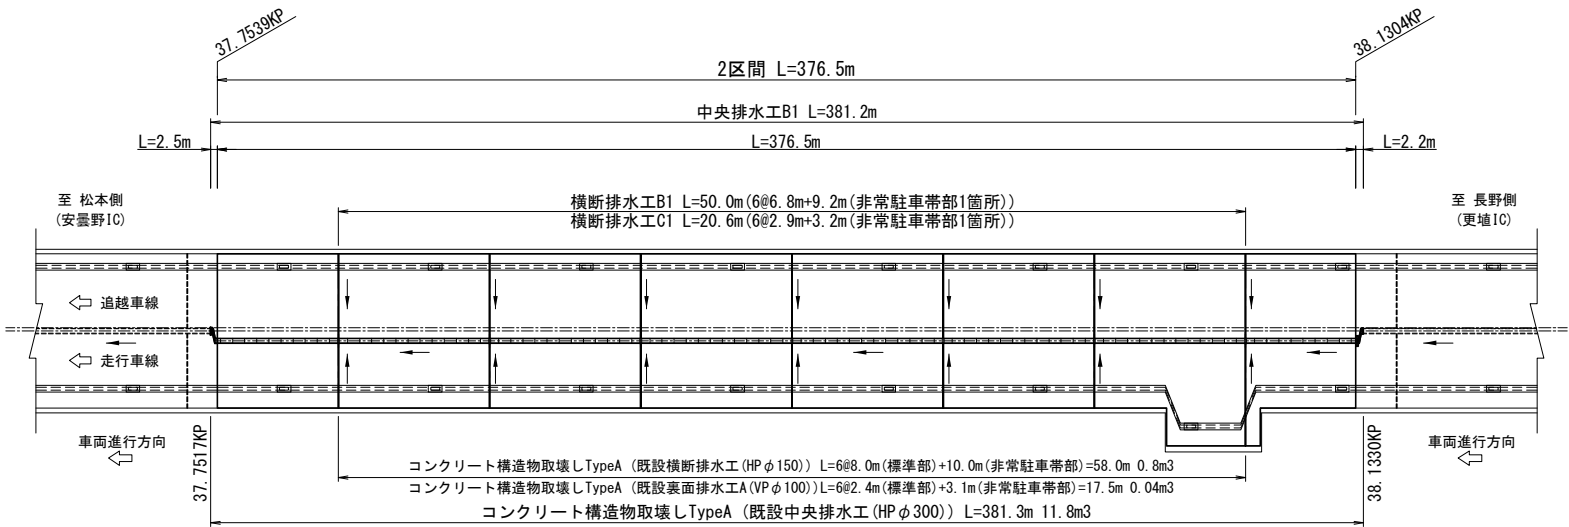 37.7539KP
38.1304KP
2区間 L=376.5m
中央排水工B1 L=381.2m
L=2.5m
L=376.5m
L=2.2m
至 松本側
(安曇野IC)
横断排水工B1 L=50.0m(6@6.8m+9.2m(非常駐車帯部1箇所))
横断排水工C1 L=20.6m(6@2.9m+3.2m(非常駐車帯部1箇所))
至 長野側
(更埴IC)
追越車線
走行車線
車両進行方向
37.7517KP
コンクリート構造物取壊しTypeA (既設横断排水工(HPφ150)) L=6@8.0m(標準部)+10.0m(非常駐車帯部)=58.0m 0.8m3
コンクリート構造物取壊しTypeA (既設裏面排水工A(VPφ100))L=6@2.4m(標準部)+3.1m(非常駐車帯部)=17.5m 0.04m3
コンクリート構造物取壊しTypeA (既設中央排水工(HPφ300)) L=381.3m 11.8m3
38.1330KP
車両進行方向